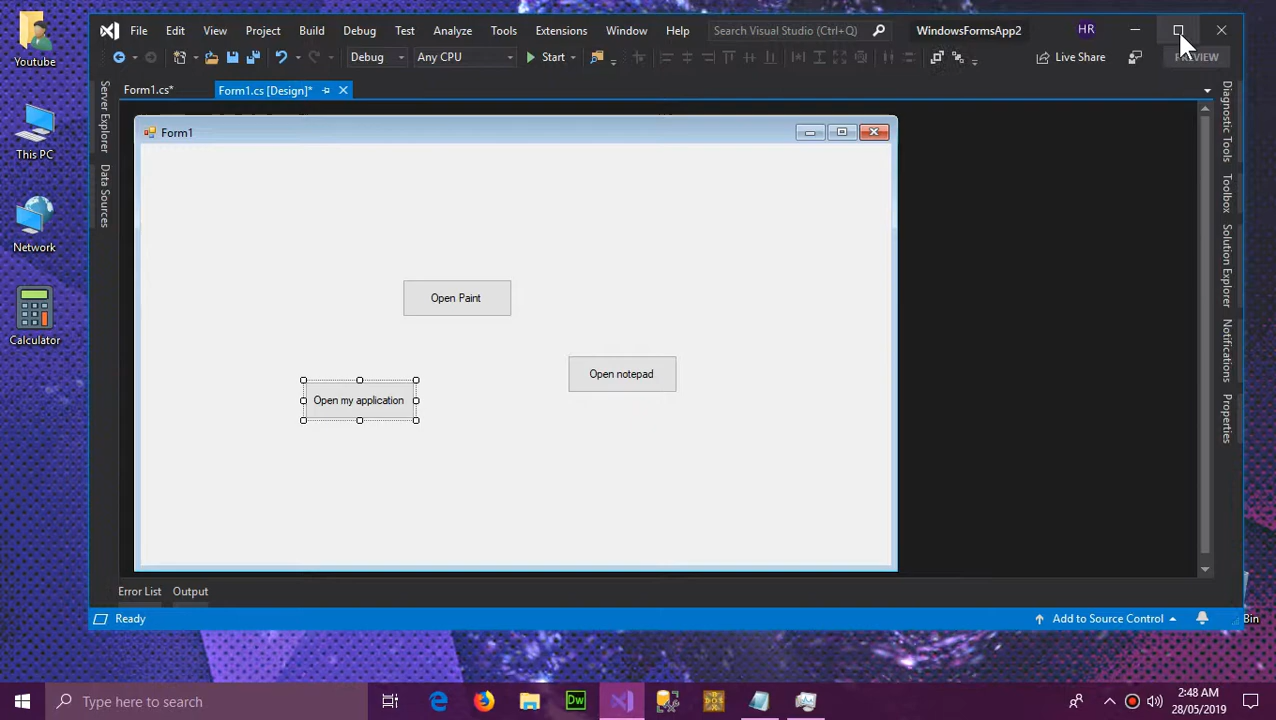 Youtube
This PC
Network
Calculator
File Edit View Project Build Debug Test Analyze Tools Extensions Window Help Search Visual Studio (Ctrl+Q) WindowsFormsApp2 HR
Debug Any CPU Start Live Share PREVIEW
Form1.cs* Form1.cs [Design]*
Server Explorer
Data Sources
Form1
Open Paint
Open notepad
Open my application
Diagnostic Tools
Toolbox
Solution Explorer
Notifications
Properties
Error List Output
Ready Add to Source Control
Bin
Type here to search Dw 2:48 AM
28/05/2019